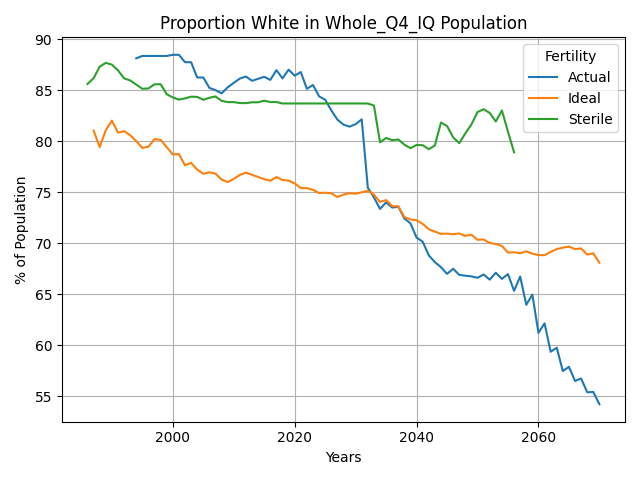 Proportion White in Whole_Q4_IQ Population
90
85
80
75
70
65
60
55
% of Population
2000
2020
2040
2060
Years
Fertility
Actual
Ideal
Sterile